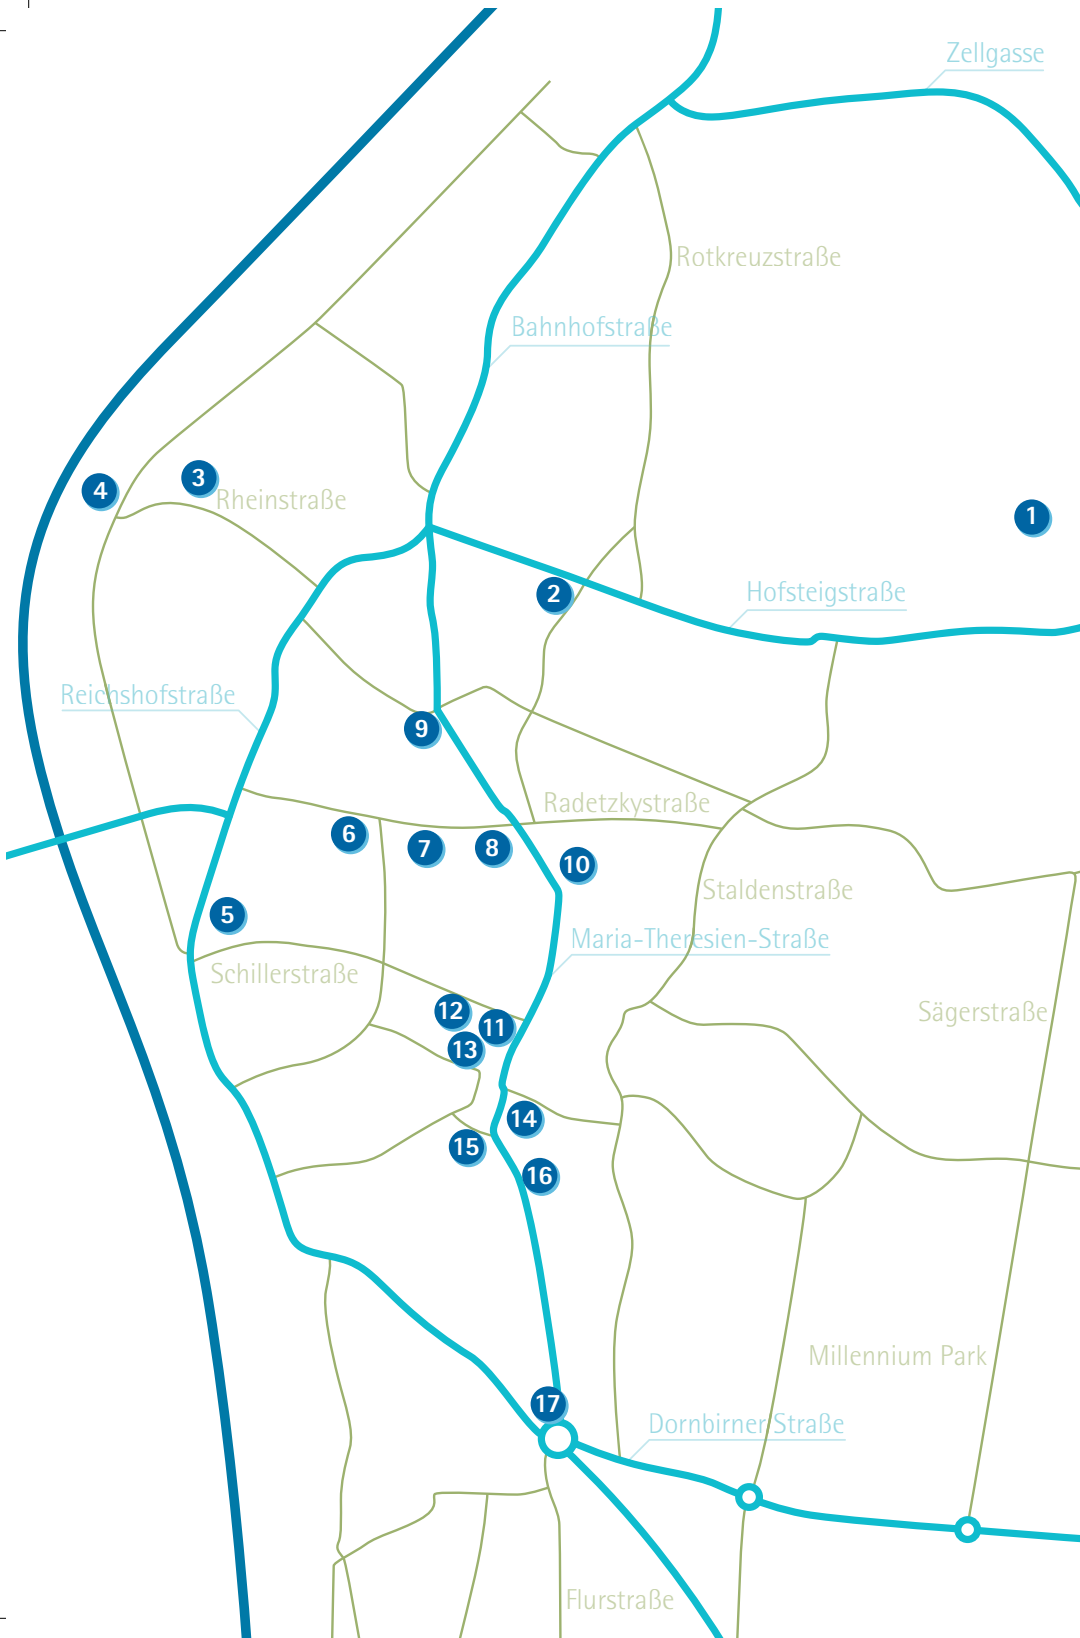 Zellgasse
Rotkreuzstraße
Bahnhofstraße
3
4
Rheinstraße
1
2
Hofsteigstraße
Reichshofstraße
9
Radetzkystraße
6
7
8
10
Staldenstraße
5
Maria-Theresien-Straße
Schillerstraße
Sägerstraße
12
11
13
14
15
16
Millennium Park
17
Dornbirner Straße
Flurstraße